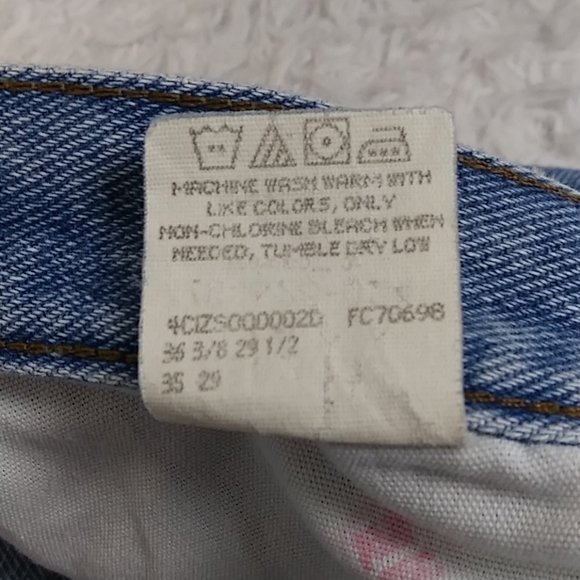 MACHINE WASH WARM WITH
LIKE COLORS, ONLY
NON-CHLORINE BLEACH WHEN
NEEDED, TUMBLE DRY LOW
4CIZS000002D FC70698
36 3/8 29 1/2
35 29